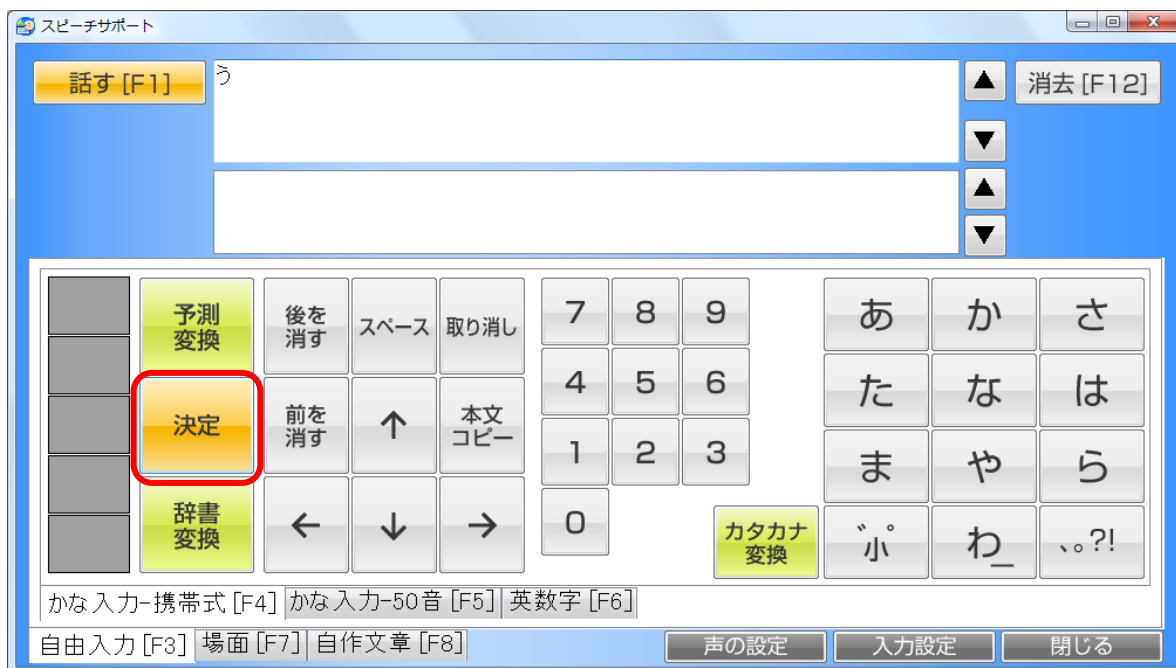 スピーチサポート
話す [F1]
う
▲
消去 [F12]
▼
▲
▼
予測
変換
後を
消す
スペース
取り消し
7
8
9
あ
か
さ
決定
前を
消す
↑
本文
コピー
4
5
6
た
な
は
1
2
3
ま
や
ら
辞書
変換
←
↓
→
0
カタカナ
変換
゛゜
小
わ_
、。?!
かな入力-携帯式 [F4]
かな入力-50音 [F5]
英数字 [F6]
自由入力 [F3]
場面 [F7]
自作文章 [F8]
声の設定
入力設定
閉じる